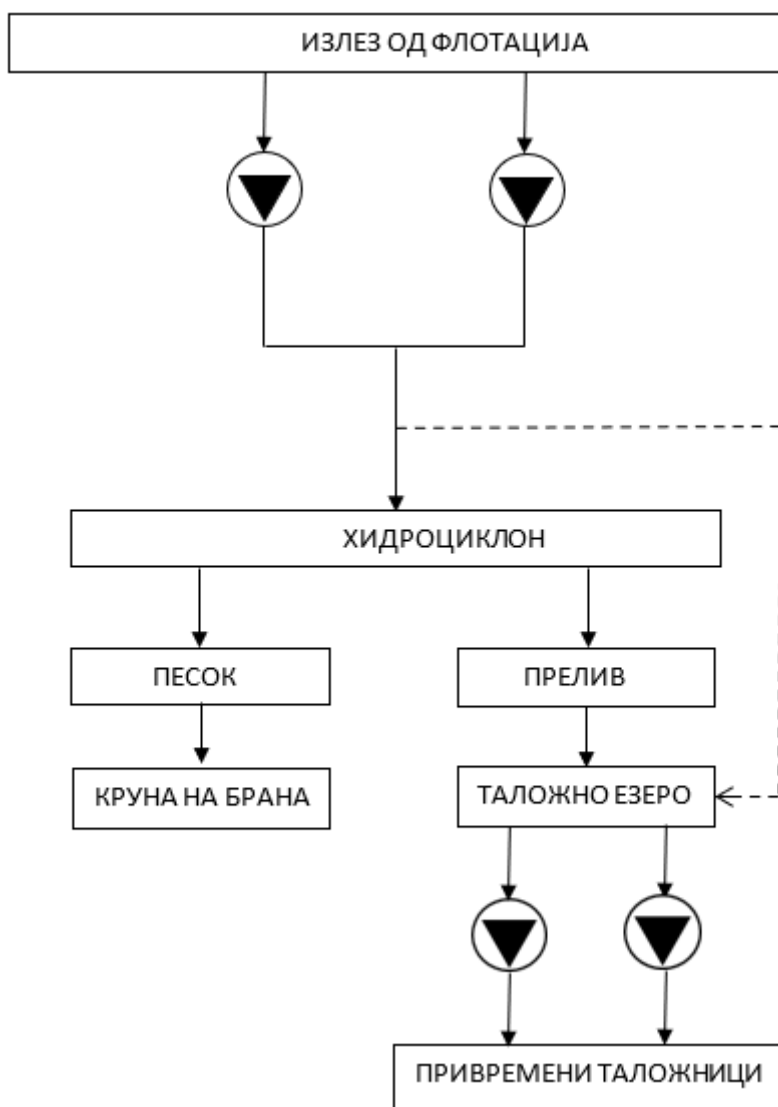 ИЗЛЕЗ ОД ФЛОТАЦИЈА
ХИДРОЦИКЛОН
ПЕСОК
ПРЕЛИВ
КРУНА НА БРАНА
ТАЛОЖНО ЕЗЕРО
ПРИВРЕМЕНИ ТАЛОЖНИЦИ